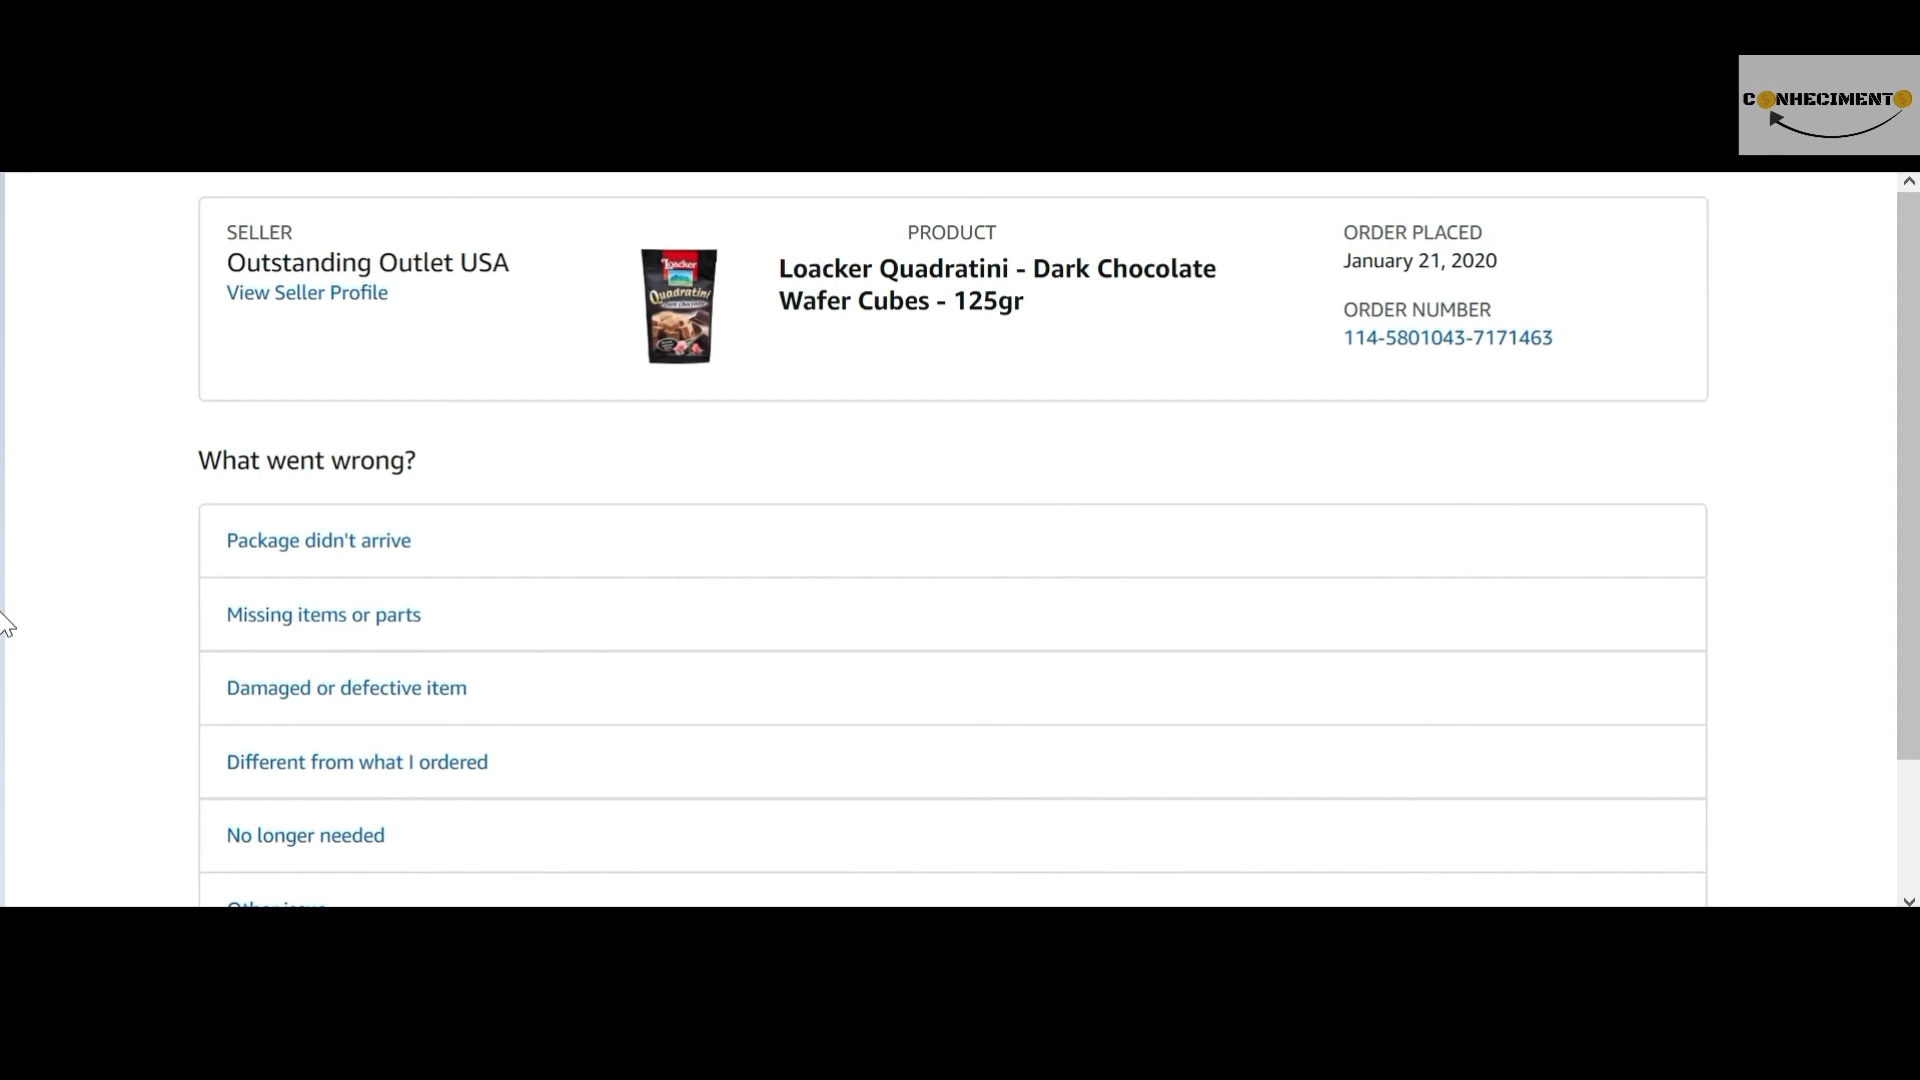 CONHECIMENTO
SELLER
Outstanding Outlet USA
View Seller Profile
Loacker
Quadratini
PRODUCT
Loacker Quadratini - Dark Chocolate
Wafer Cubes - 125gr
ORDER PLACED
January 21, 2020
ORDER NUMBER
114-5801043-7171463
What went wrong?
Package didn't arrive
Missing items or parts
Damaged or defective item
Different from what I ordered
No longer needed